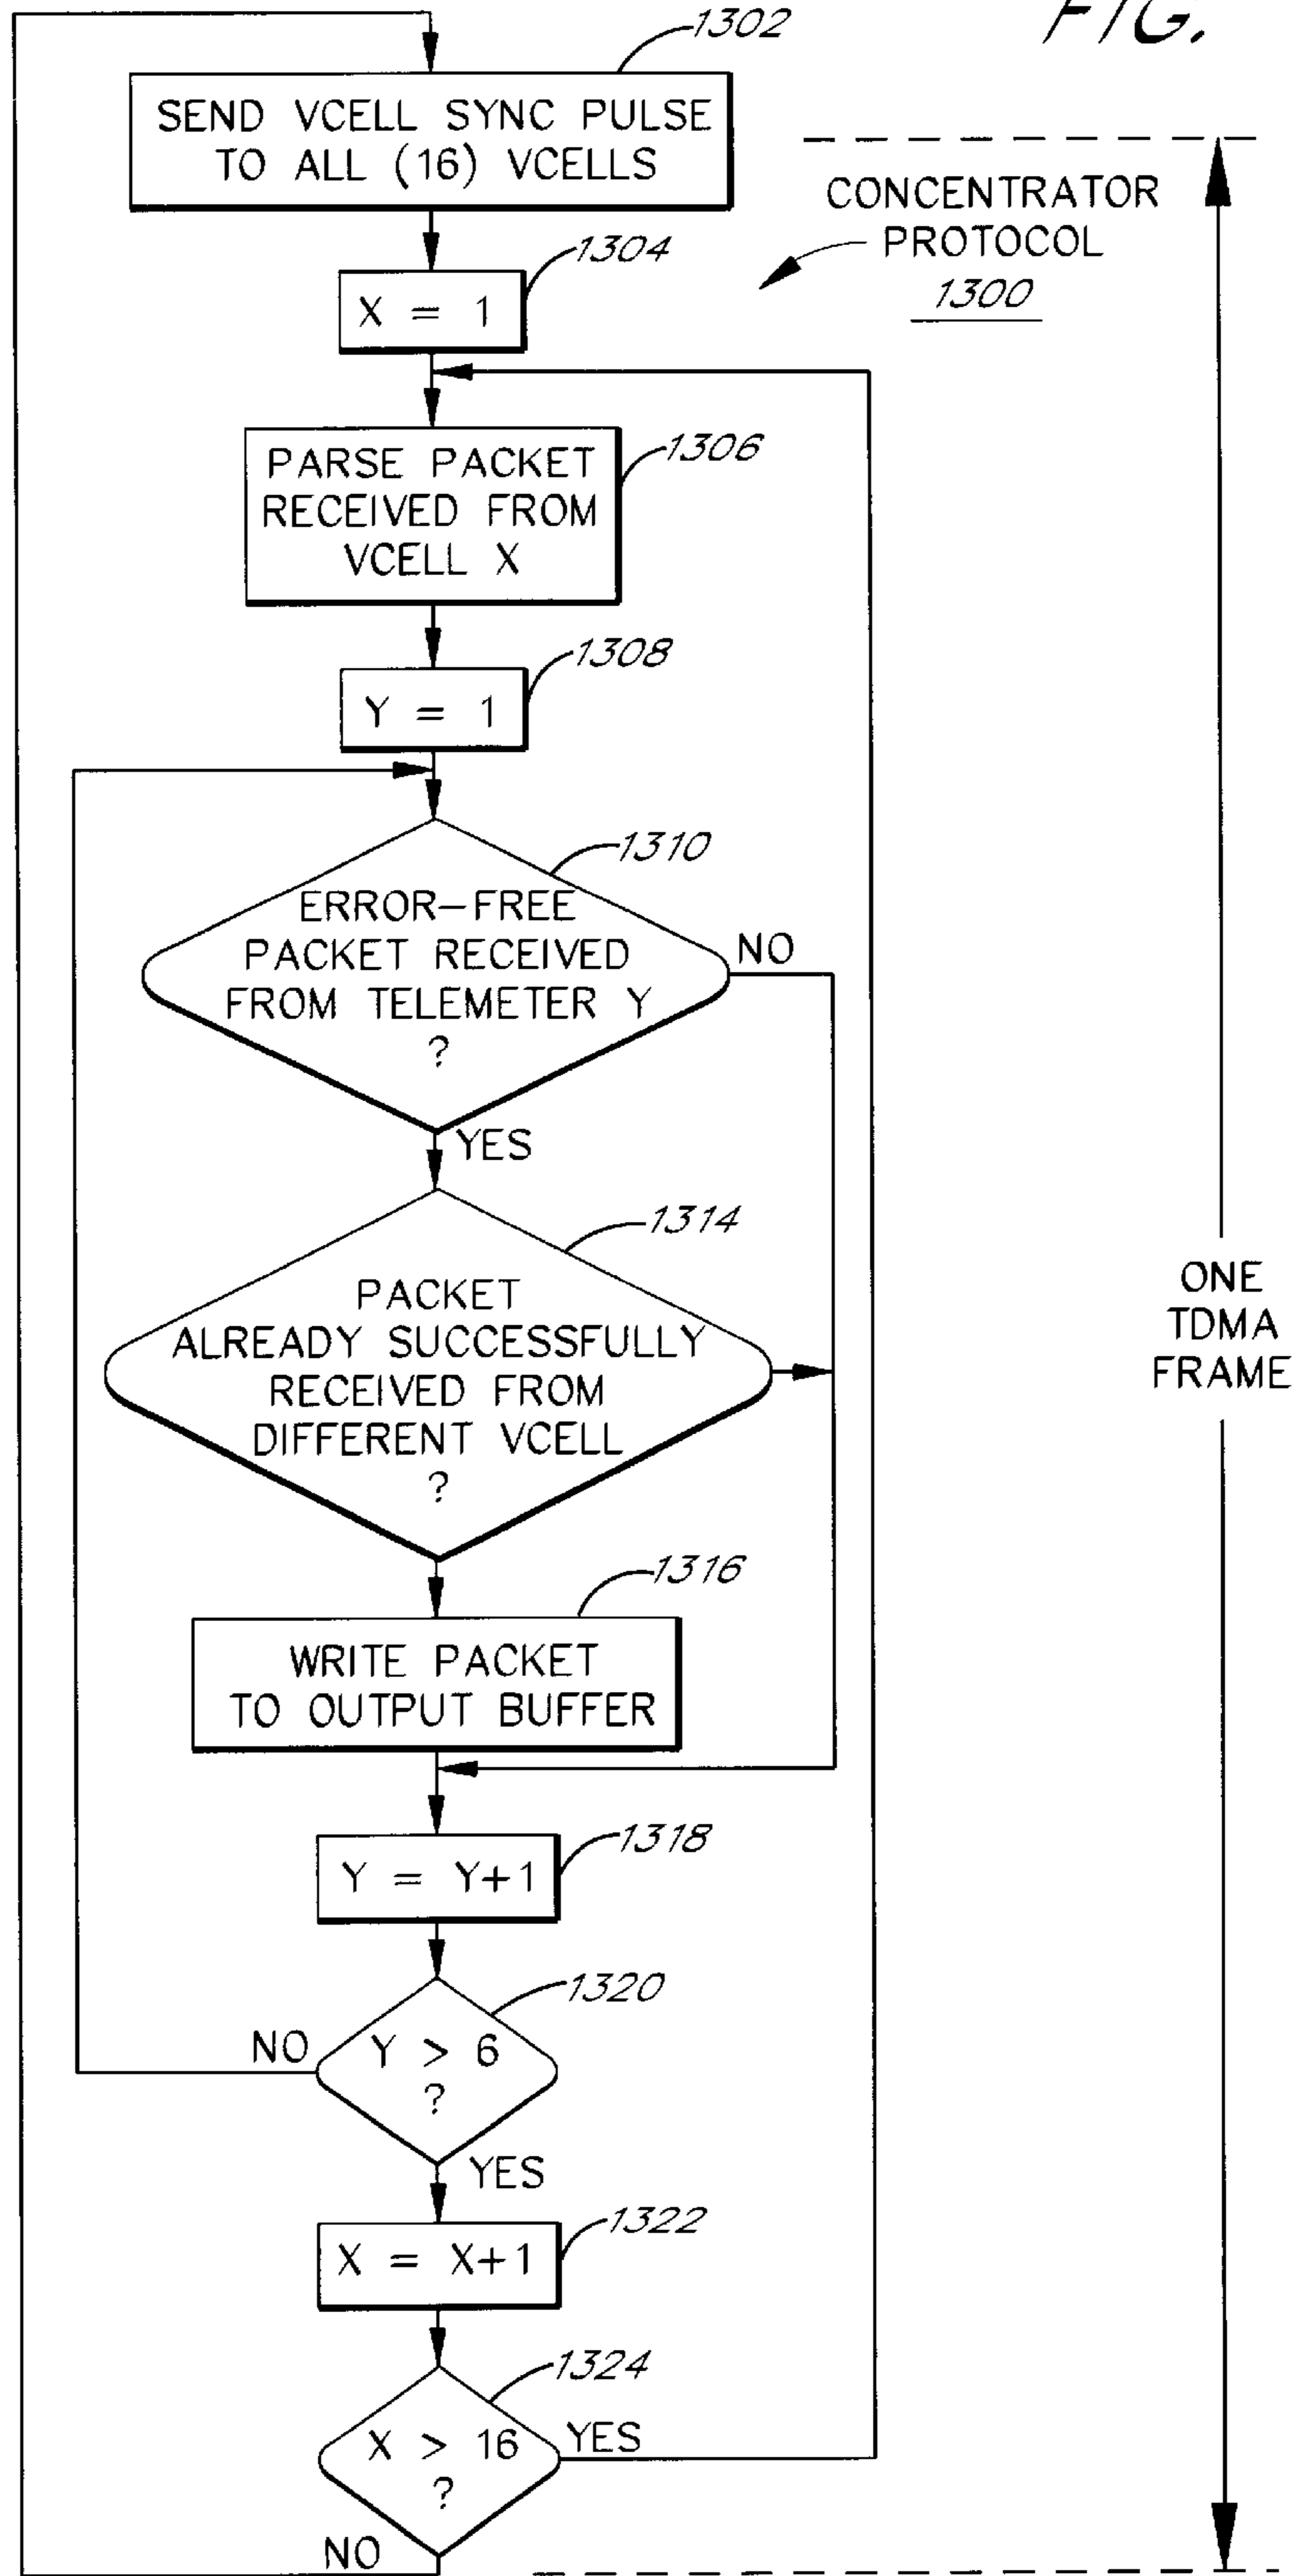 FIG.
1302
SEND VCELL SYNC PULSE
TO ALL (16) VCELLS
CONCENTRATOR
PROTOCOL
1300
1304
X = 1
1306
PARSE PACKET
RECEIVED FROM
VCELL X
1308
Y = 1
1310
ERROR-FREE
PACKET RECEIVED
FROM TELEMETER Y
?
NO
YES
1314
PACKET
ALREADY SUCCESSFULLY
RECEIVED FROM
DIFFERENT VCELL
?
ONE
TDMA
FRAME
1316
WRITE PACKET
TO OUTPUT BUFFER
1318
Y = Y+1
1320
Y > 6
?
NO
YES
1322
X = X+1
1324
X > 16
?
YES
NO